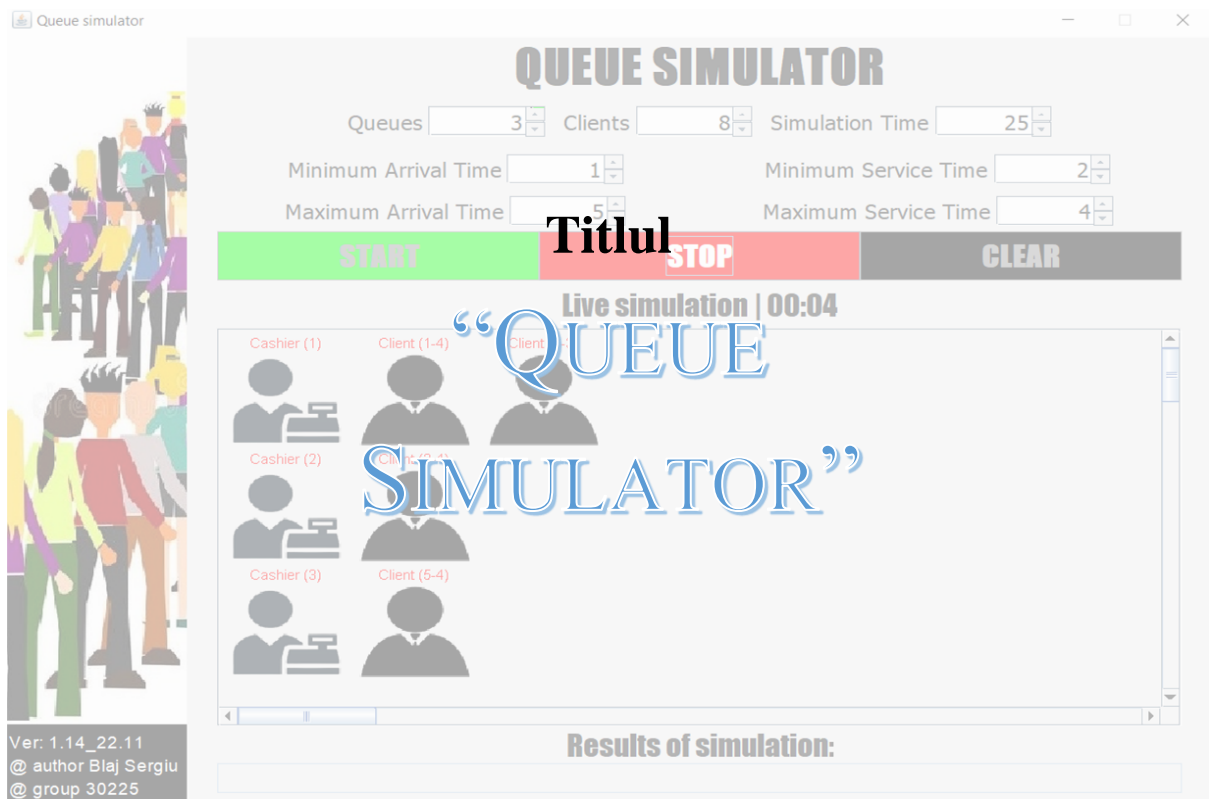 Queue simulator
QUEUE SIMULATOR
Queues 3 Clients 8 Simulation Time 25
Minimum Arrival Time 1 Minimum Service Time 2
Maximum Arrival Time 5 Maximum Service Time 4
Titlul
START STOP CLEAR
Live simulation | 00:04
“QUEUE
SIMULATOR”
Cashier (1) Client (1-4) Client
Cashier (2)
Cashier (3) Client (5-4)
Ver: 1.14_22.11
@ author Blaj Sergiu
@ group 30225
Results of simulation: